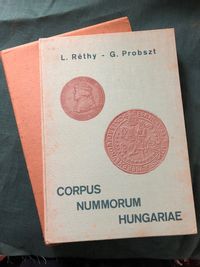 L. Réthy - G. Probszt
CORPUS
NUMMORUM
HUNGARIAE